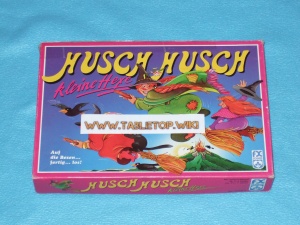 HUSCH HUSCH
kleine Hexe
WWW.TABLETOP.WIKI
Auf
die Besen...
fertig... los!
HUSCH HUSCH